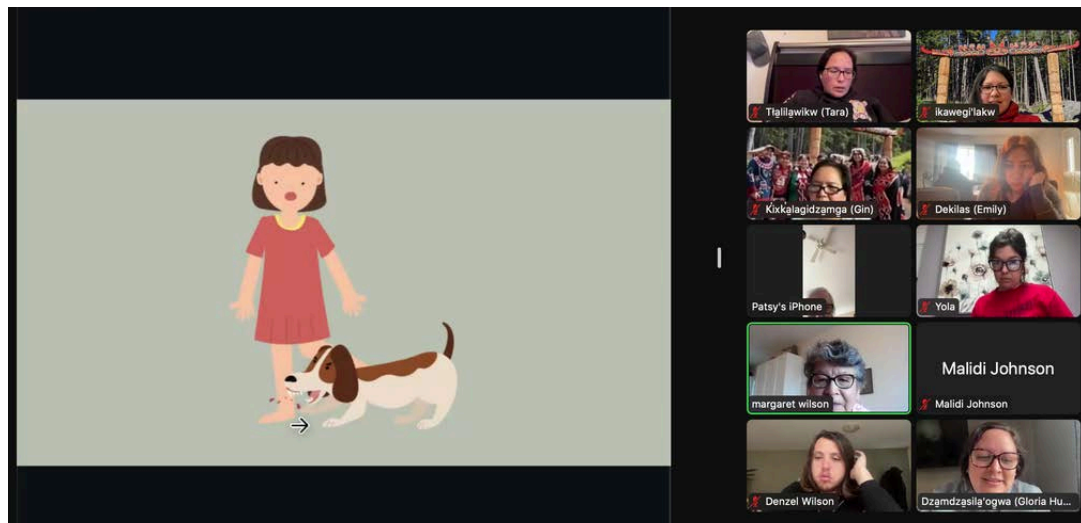 Tłalilawikw (Tara)
ikawegi'lakw
Kixkalagidzamga (Gin)
Dekilas (Emily)
Patsy's iPhone
Yola
Malidi Johnson
margaret wilson
Malidi Johnson
Denzel Wilson
Dzamdzasila'ogwa (Gloria Hu...